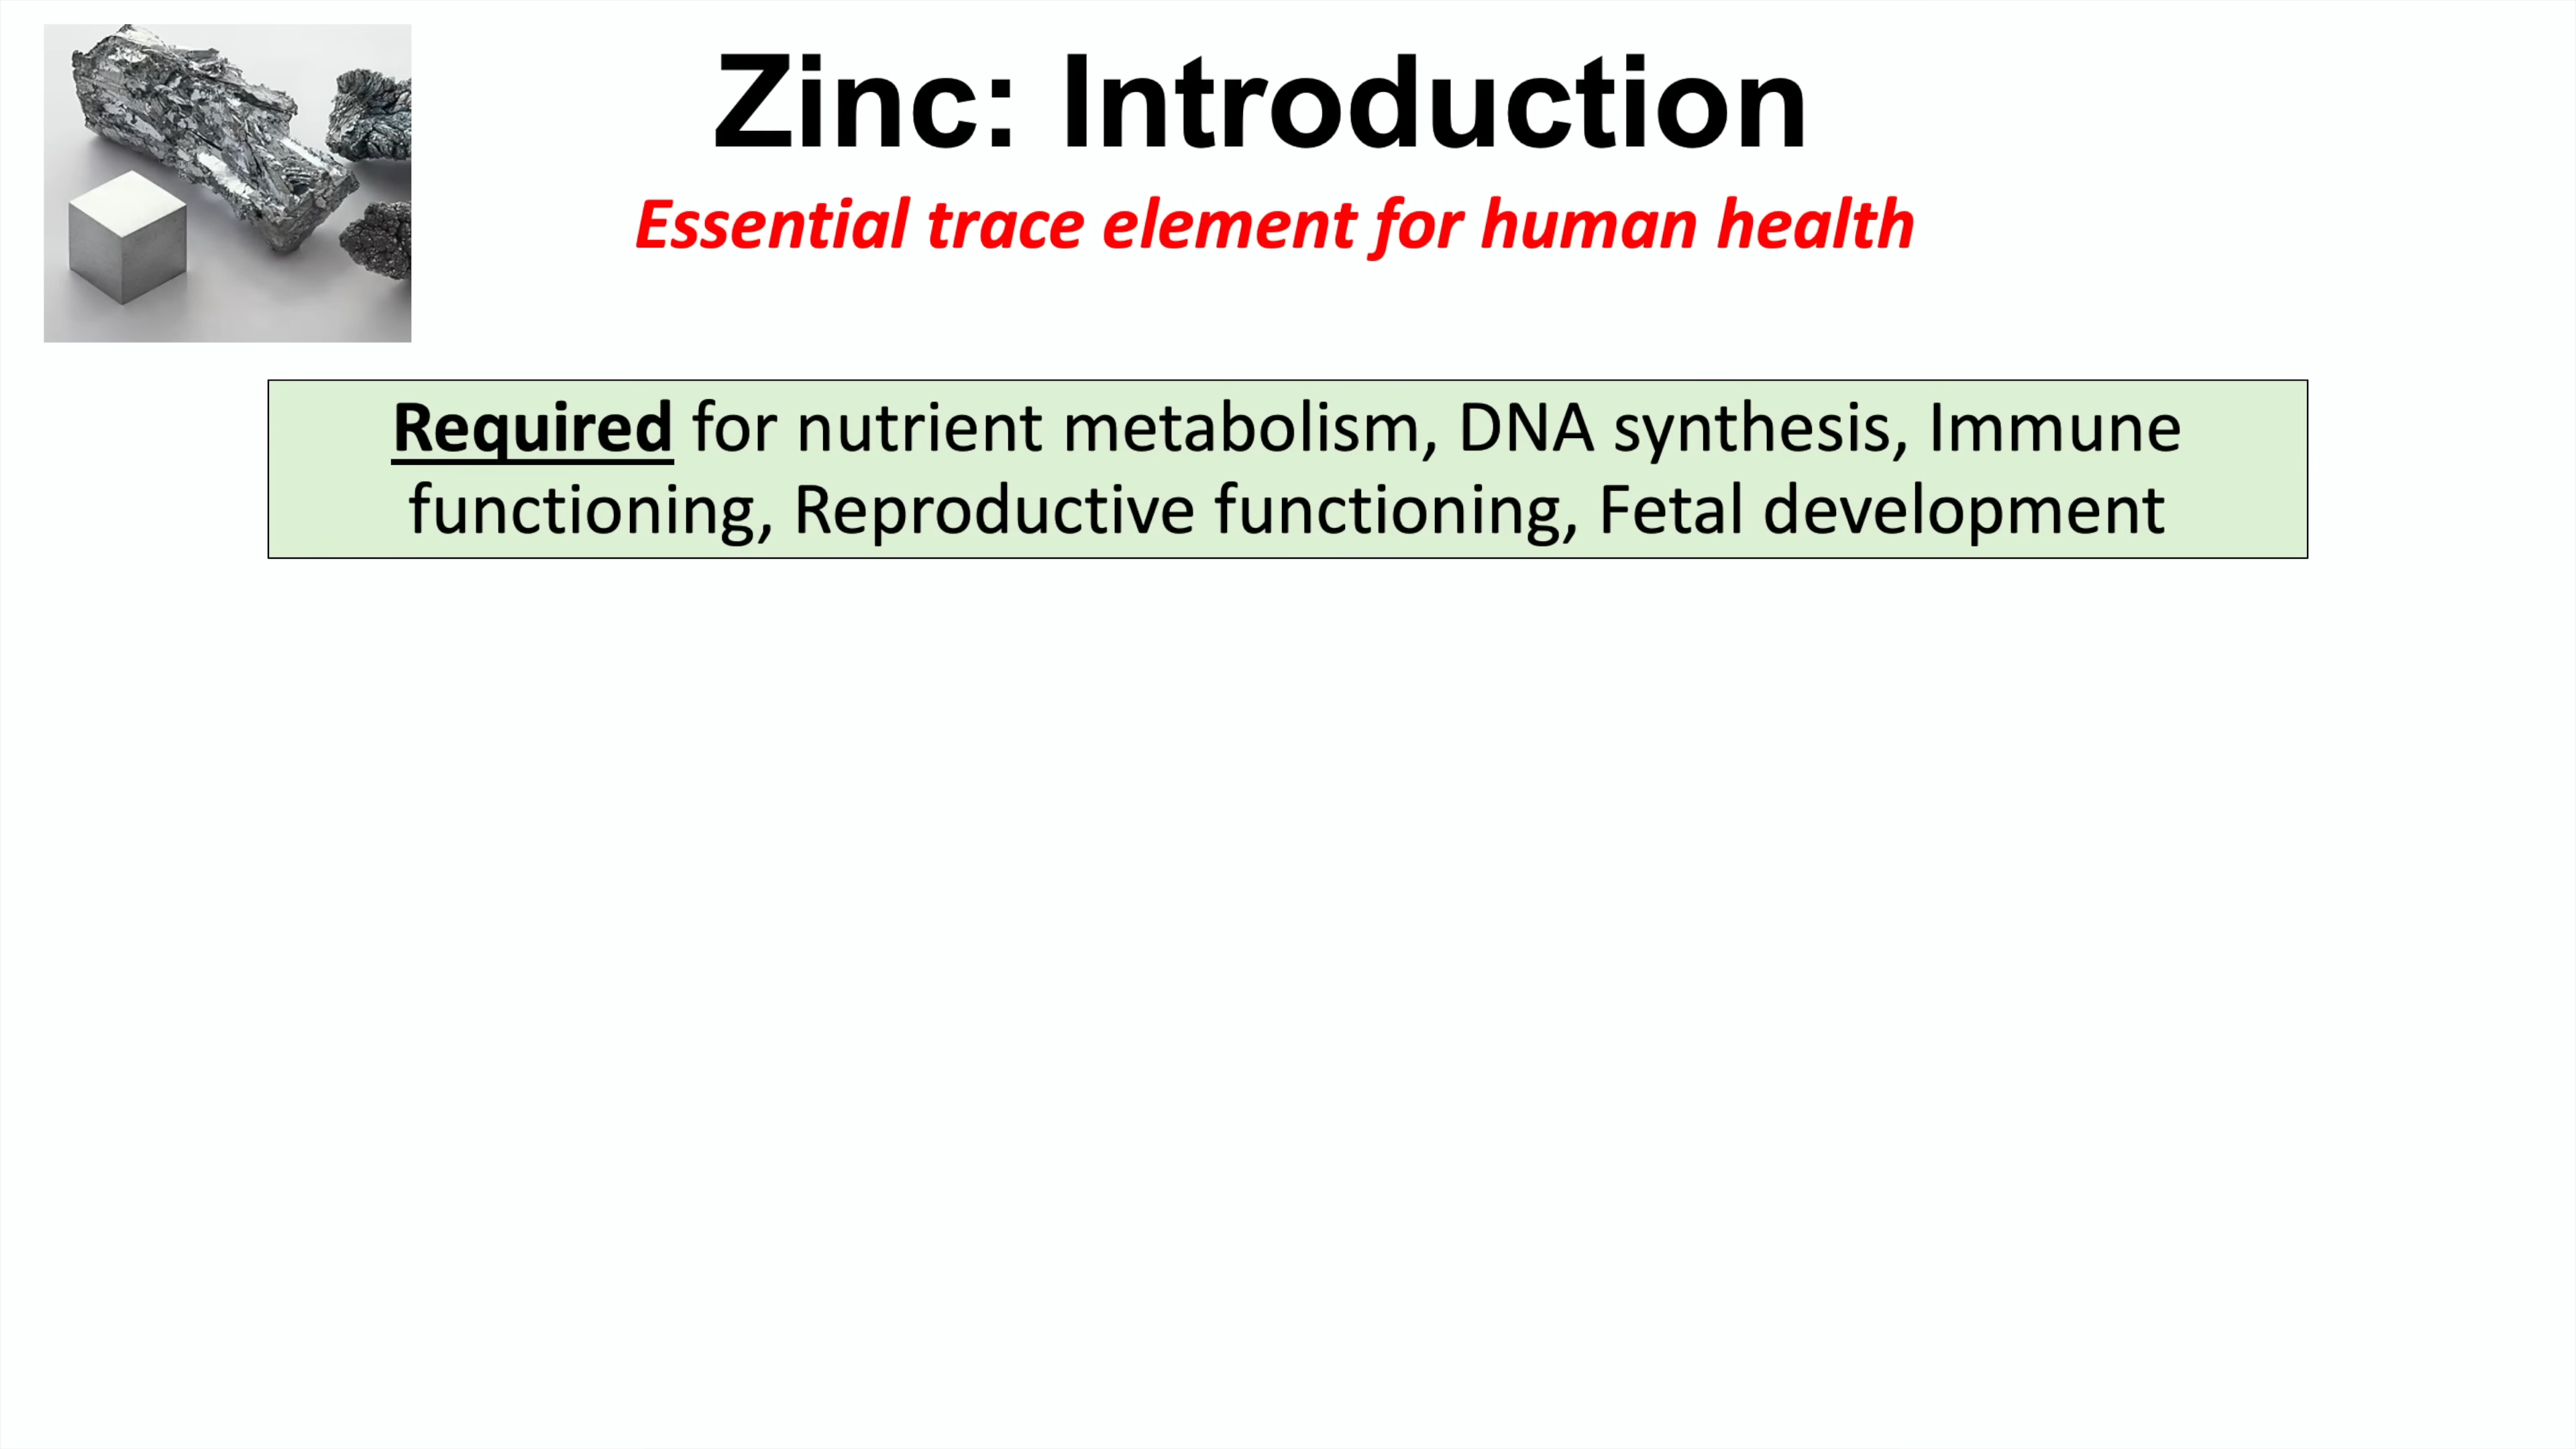 Zinc: Introduction
Essential trace element for human health
Required for nutrient metabolism, DNA synthesis, Immune
functioning, Reproductive functioning, Fetal development